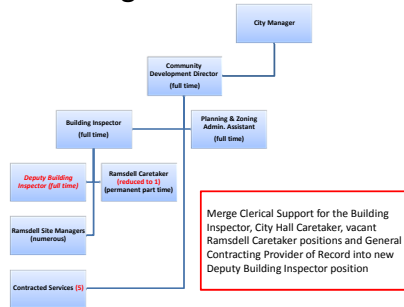 City Manager
Community
Development Director
(full time)
Building Inspector
(full time)
Planning & Zoning
Admin. Assistant
(full time)
Deputy Building
Inspector (full time)
Ramsdell Caretaker
(reduced to 1)
(permanent part time)
Ramsdell Site Managers
(numerous)
Contracted Services (5)
Merge Clerical Support for the Building
Inspector, City Hall Caretaker, vacant
Ramsdell Caretaker positions and General
Contracting Provider of Record into new
Deputy Building Inspector position